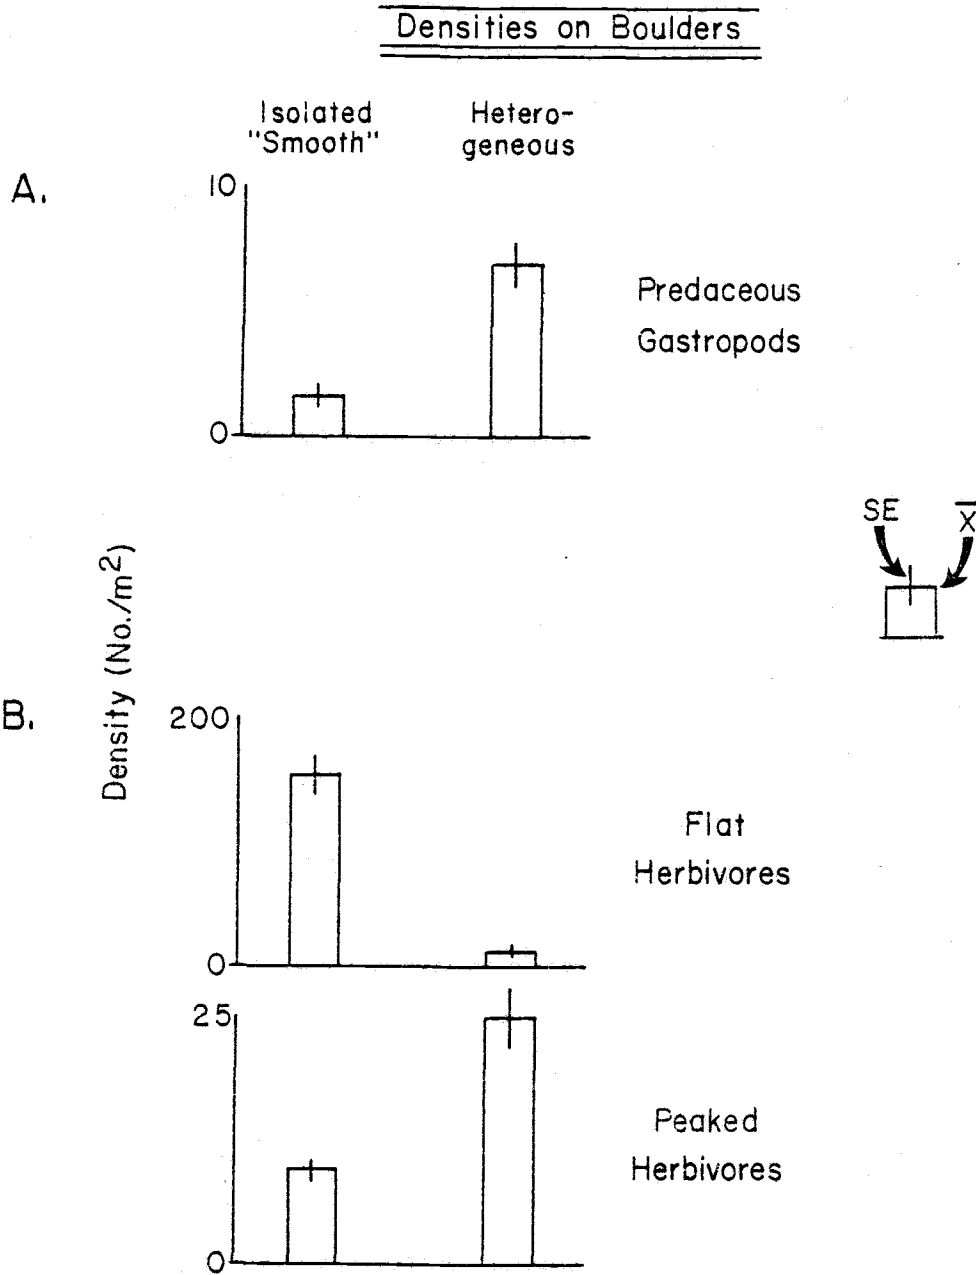 Densities on Boulders
Isolated
"Smooth"
Hetero-
geneous
A.
10
0
Predaceous
Gastropods
SE
X̄
Density (No./m²)
B.
200
0
Flat
Herbivores
25
0
Peaked
Herbivores